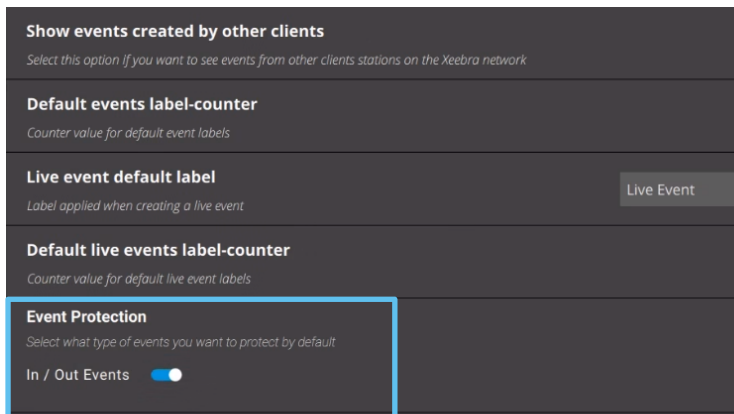 Show events created by other clients
Select this option if you want to see events from other clients stations on the Xeebra network
Default events label-counter
Counter value for default event labels
Live event default label
Label applied when creating a live event
Live Event
Default live events label-counter
Counter value for default live event labels
Event Protection
Select what type of events you want to protect by default
In / Out Events